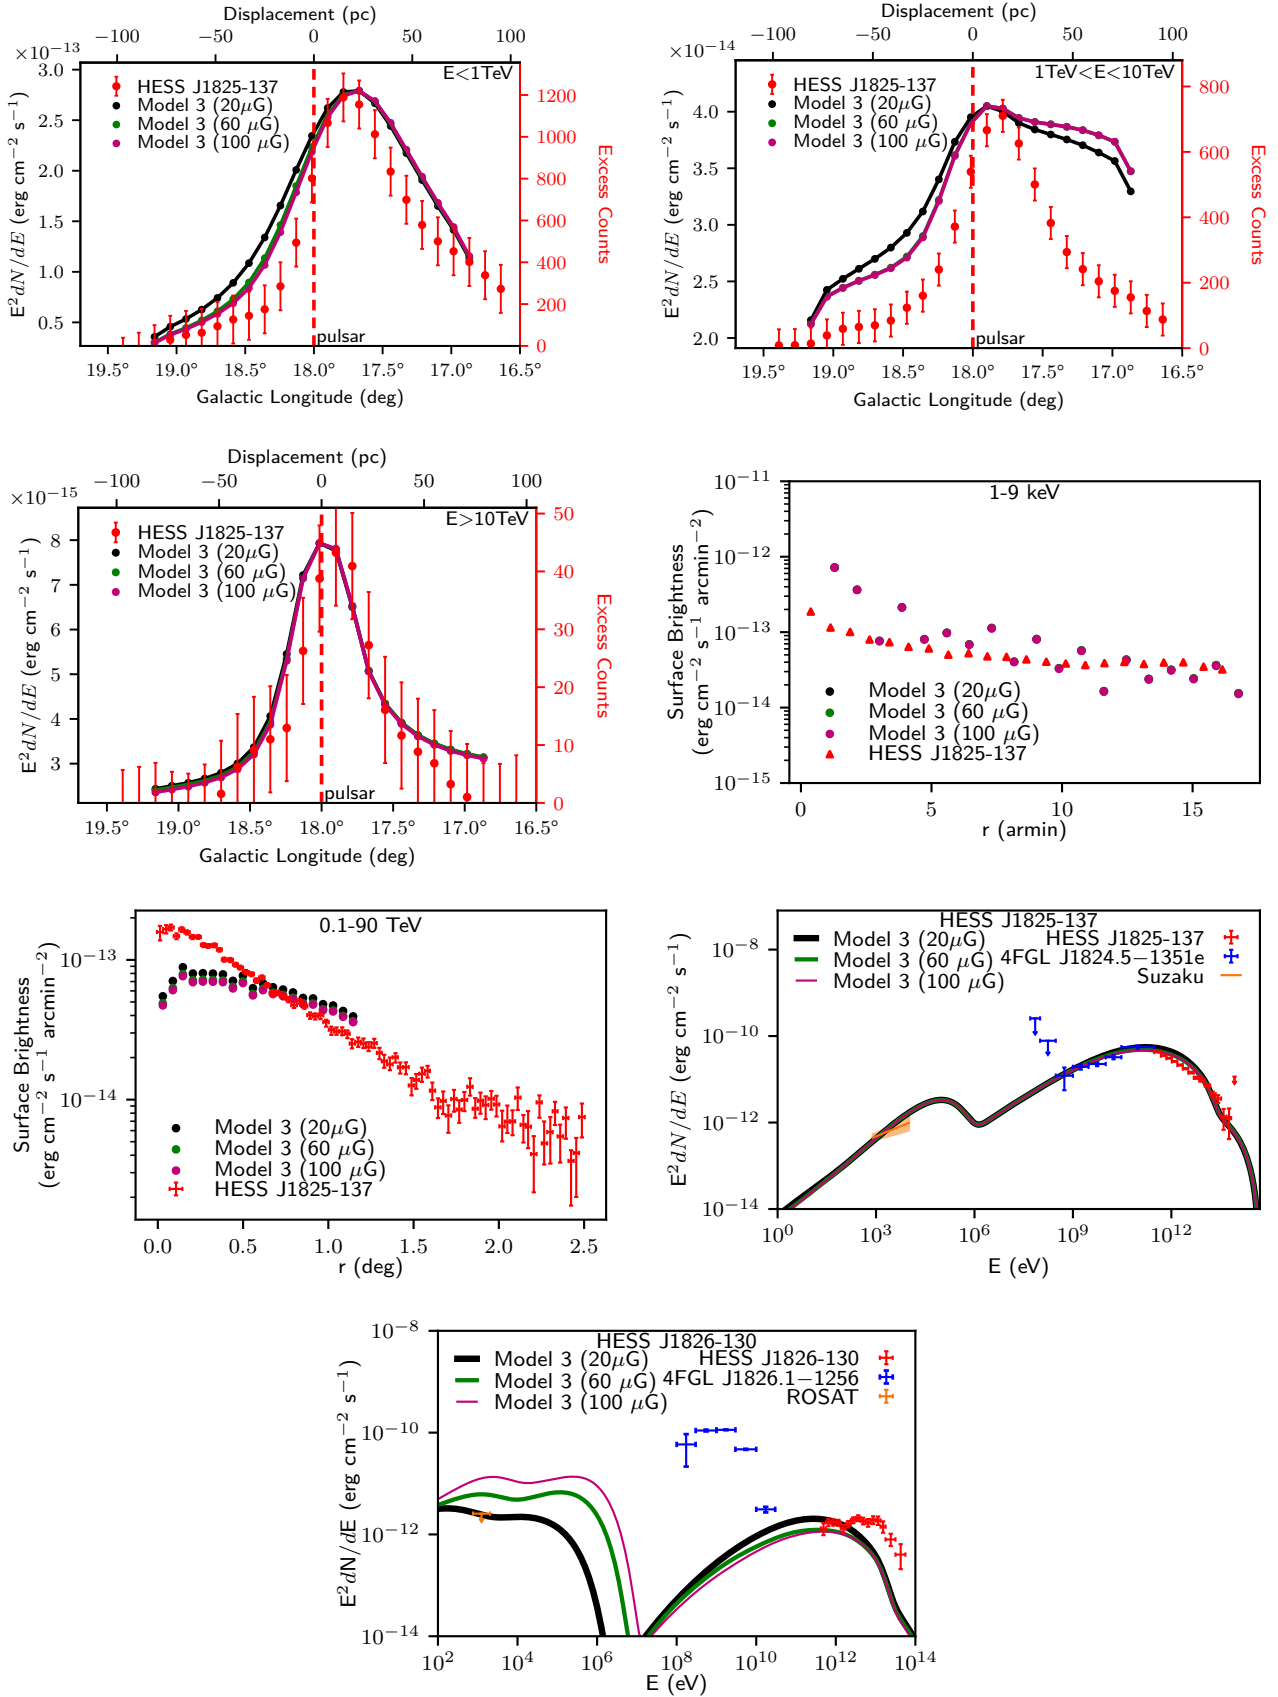 Displacement (pc)
−100 −50 0 50 100
×10⁻¹³
E<1TeV
HESS J1825-137
Model 3 (20μG)
Model 3 (60 μG)
Model 3 (100 μG)
E²dN/dE (erg cm⁻² s⁻¹)
3.0
2.5
2.0
1.5
1.0
0.5
1200
1000
800
600
400
200
0
Excess Counts
pulsar
19.5° 19.0° 18.5° 18.0° 17.5° 17.0° 16.5°
Galactic Longitude (deg)
Displacement (pc)
−100 −50 0 50 100
×10⁻¹⁴
1TeV<E<10TeV
HESS J1825-137
Model 3 (20μG)
Model 3 (60 μG)
Model 3 (100 μG)
E²dN/dE (erg cm⁻² s⁻¹)
4.0
3.5
3.0
2.5
2.0
800
600
400
200
0
Excess Counts
pulsar
19.5° 19.0° 18.5° 18.0° 17.5° 17.0° 16.5°
Galactic Longitude (deg)
Displacement (pc)
−100 −50 0 50 100
×10⁻¹⁵
E>10TeV
HESS J1825-137
Model 3 (20μG)
Model 3 (60 μG)
Model 3 (100 μG)
E²dN/dE (erg cm⁻² s⁻¹)
8
7
6
5
4
3
50
40
30
20
10
0
Excess Counts
pulsar
19.5° 19.0° 18.5° 18.0° 17.5° 17.0° 16.5°
Galactic Longitude (deg)
1-9 keV
Surface Brightness
(erg cm⁻² s⁻¹ arcmin⁻²)
10⁻¹¹
10⁻¹²
10⁻¹³
10⁻¹⁴
10⁻¹⁵
Model 3 (20μG)
Model 3 (60 μG)
Model 3 (100 μG)
HESS J1825-137
0 5 10 15
r (armin)
0.1-90 TeV
Surface Brightness
(erg cm⁻² s⁻¹ arcmin⁻²)
10⁻¹³
10⁻¹⁴
Model 3 (20μG)
Model 3 (60 μG)
Model 3 (100 μG)
HESS J1825-137
0.0 0.5 1.0 1.5 2.0 2.5
r (deg)
HESS J1825-137
Model 3 (20μG)
Model 3 (60 μG)
Model 3 (100 μG)
HESS J1825-137
4FGL J1824.5−1351e
Suzaku
E²dN/dE (erg cm⁻² s⁻¹)
10⁻⁸
10⁻¹⁰
10⁻¹²
10⁻¹⁴
10⁰ 10³ 10⁶ 10⁹ 10¹²
E (eV)
HESS J1826-130
Model 3 (20μG)
Model 3 (60 μG)
Model 3 (100 μG)
HESS J1826-130
4FGL J1826.1−1256
ROSAT
E²dN/dE (erg cm⁻² s⁻¹)
10⁻⁸
10⁻¹⁰
10⁻¹²
10⁻¹⁴
10² 10⁴ 10⁶ 10⁸ 10¹⁰ 10¹² 10¹⁴
E (eV)